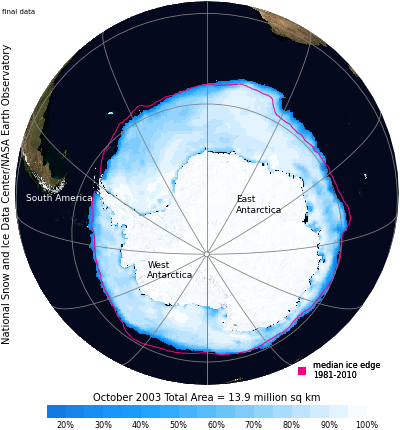 final data
National Snow and Ice Data Center/NASA Earth Observatory
South America
East
Antarctica
West
Antarctica
median ice edge
1981-2010
October 2003 Total Area = 13.9 million sq km
20% 30% 40% 50% 60% 70% 80% 90% 100%